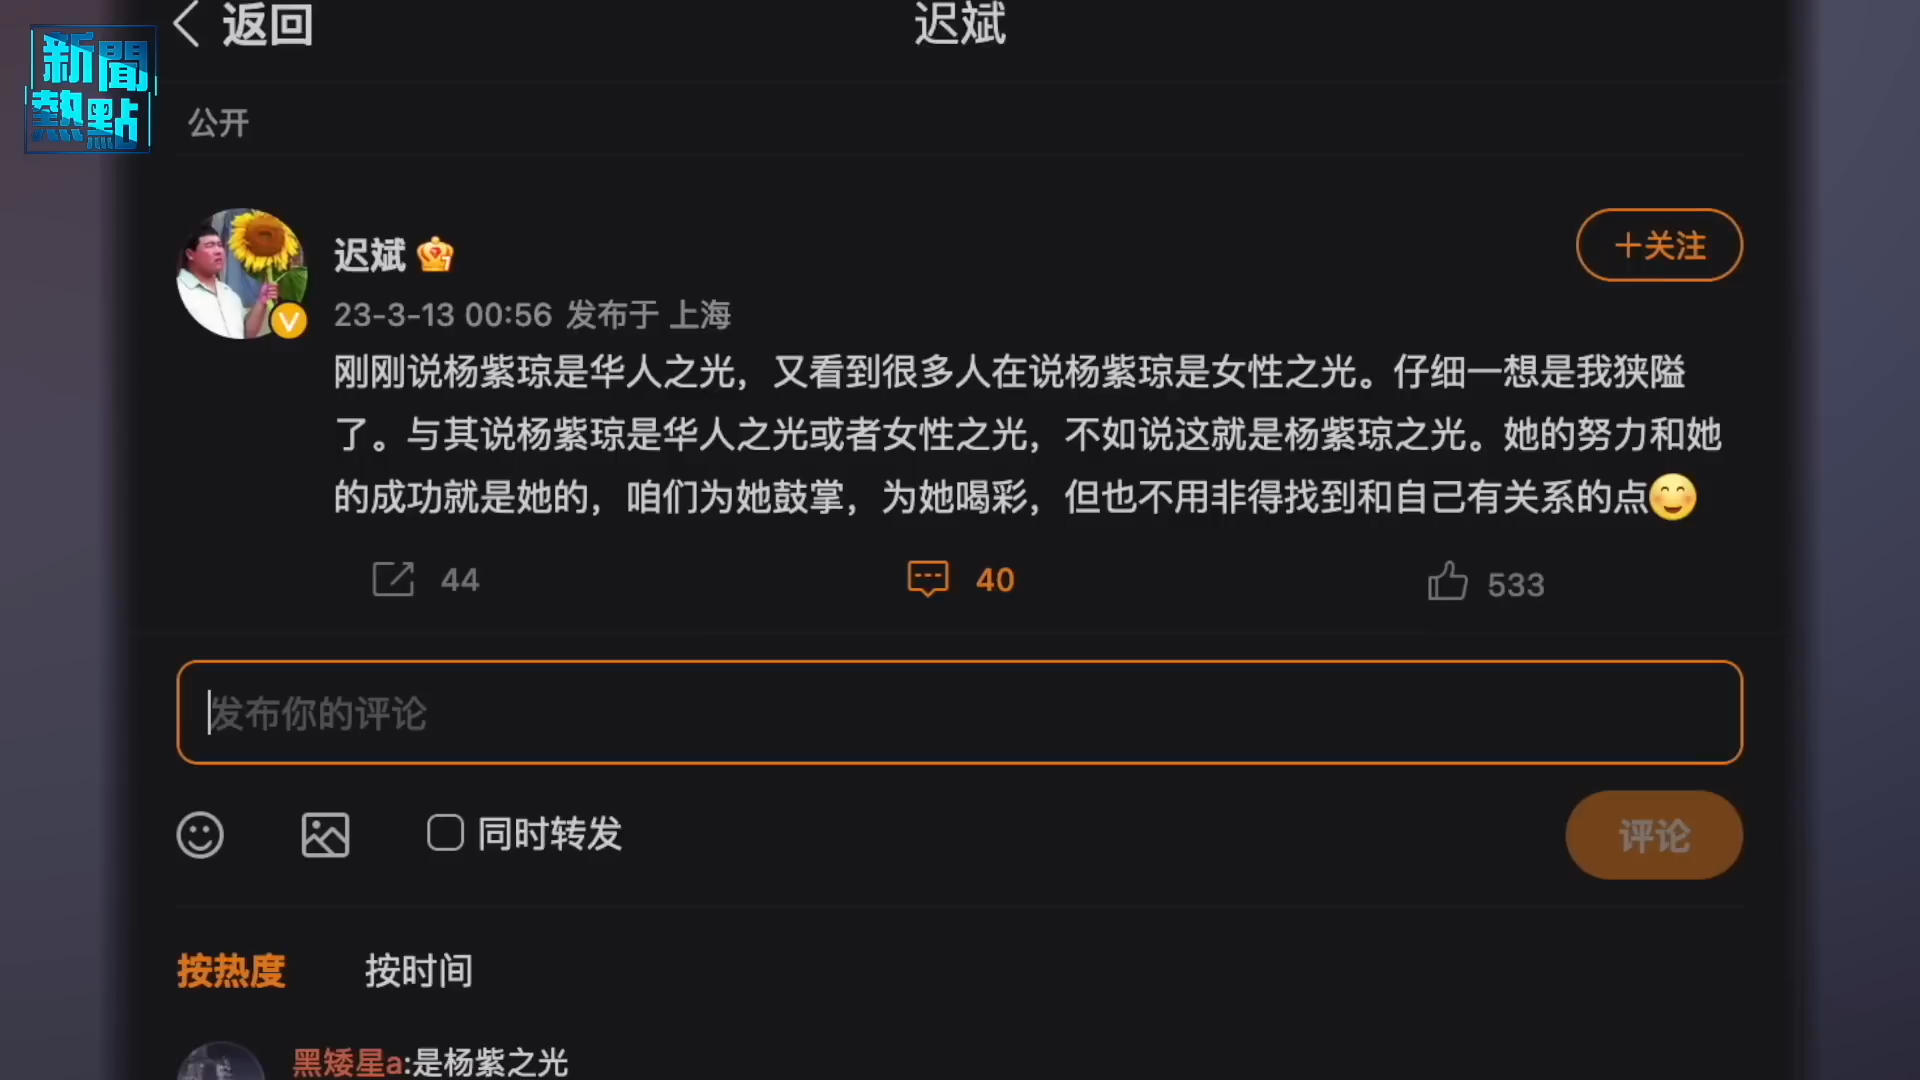 新聞
熱點
返回
迟斌
公开
迟斌
+关注
23-3-13 00:56 发布于 上海
刚刚说杨紫琼是华人之光，又看到很多人在说杨紫琼是女性之光。仔细一想是我狭隘
了。与其说杨紫琼是华人之光或者女性之光，不如说这就是杨紫琼之光。她的努力和她
的成功就是她的，咱们为她鼓掌，为她喝彩，但也不用非得找到和自己有关系的点😊
44
40
533
发布你的评论
同时转发
评论
按热度
按时间
黑矮星a:是杨紫之光